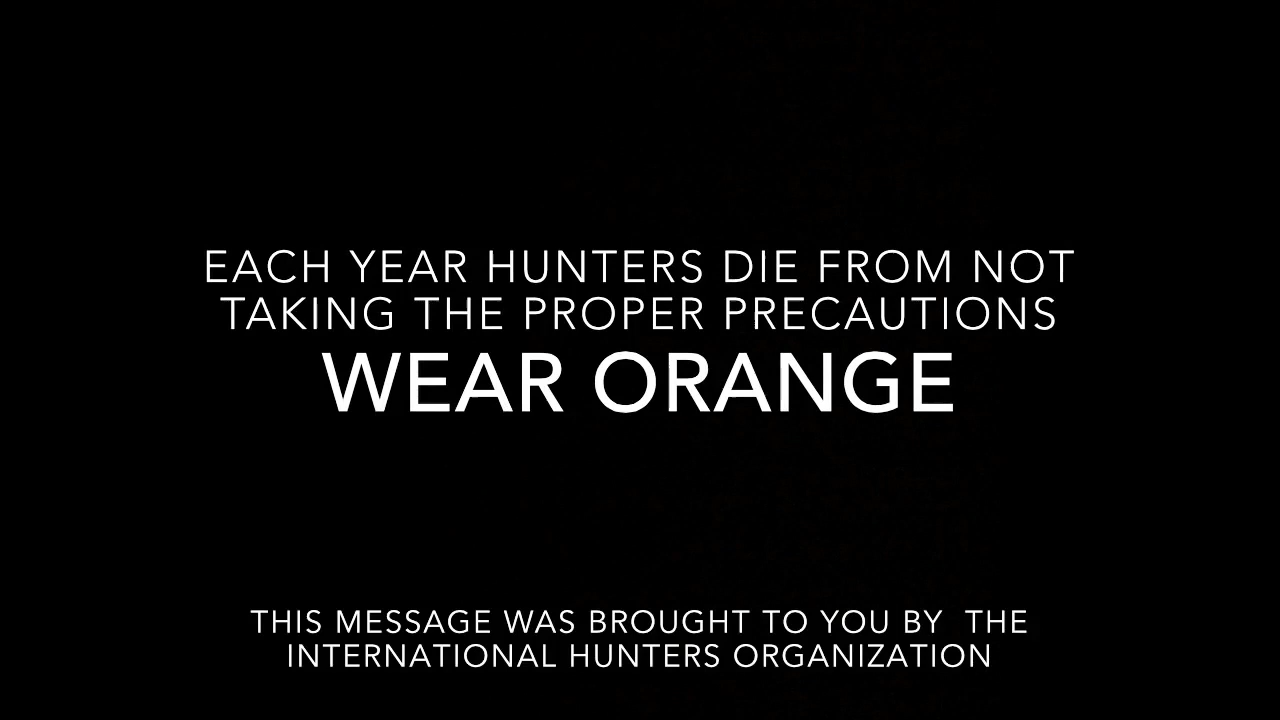 EACH YEAR HUNTERS DIE FROM NOT
TAKING THE PROPER PRECAUTIONS
WEAR ORANGE
THIS MESSAGE WAS BROUGHT TO YOU BY  THE
INTERNATIONAL HUNTERS ORGANIZATION